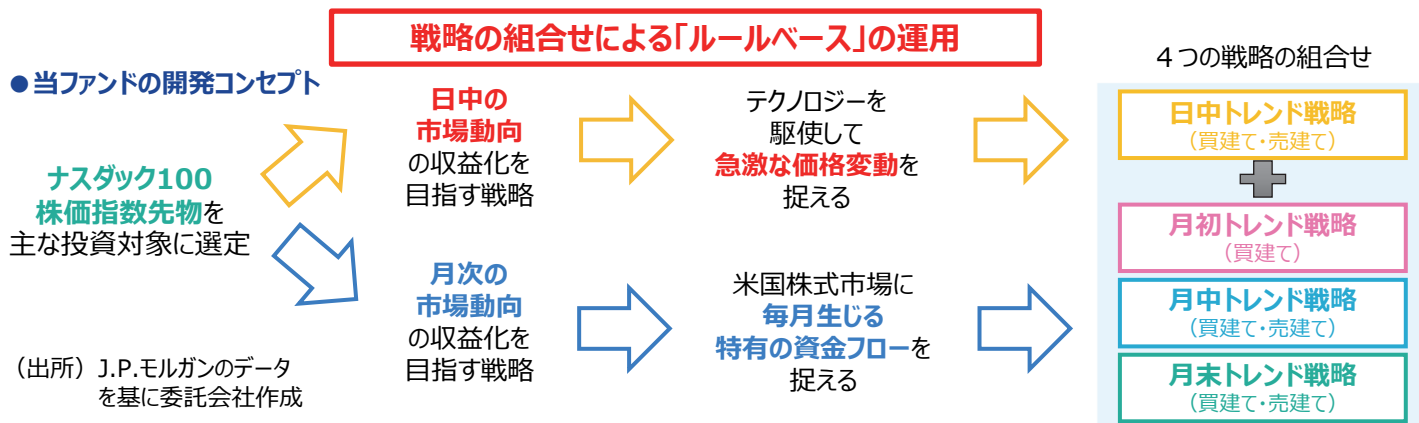 戦略の組合せによる「ルールベース」の運用
●当ファンドの開発コンセプト
ナスダック100
株価指数先物を
主な投資対象に選定
日中の
市場動向
の収益化を
目指す戦略
テクノロジーを
駆使して
急激な価格変動を
捉える
月次の
市場動向
の収益化を
目指す戦略
米国株式市場に
毎月生じる
特有の資金フローを
捉える
4つの戦略の組合せ
日中トレンド戦略
(買建て・売建て)
月初トレンド戦略
(買建て)
月中トレンド戦略
(買建て・売建て)
月末トレンド戦略
(買建て・売建て)
(出所)J.P.モルガンのデータ
を基に委託会社作成